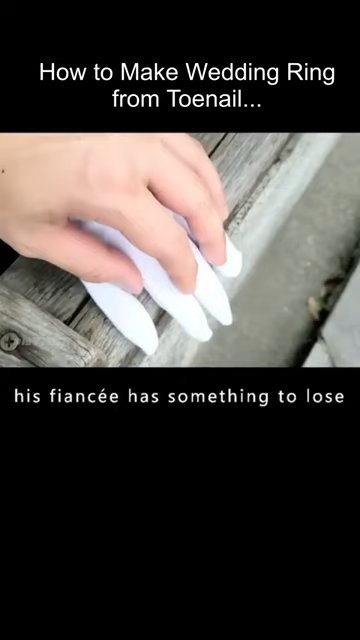 How to Make Wedding Ring
from Toenail...
his fiancée has something to lose